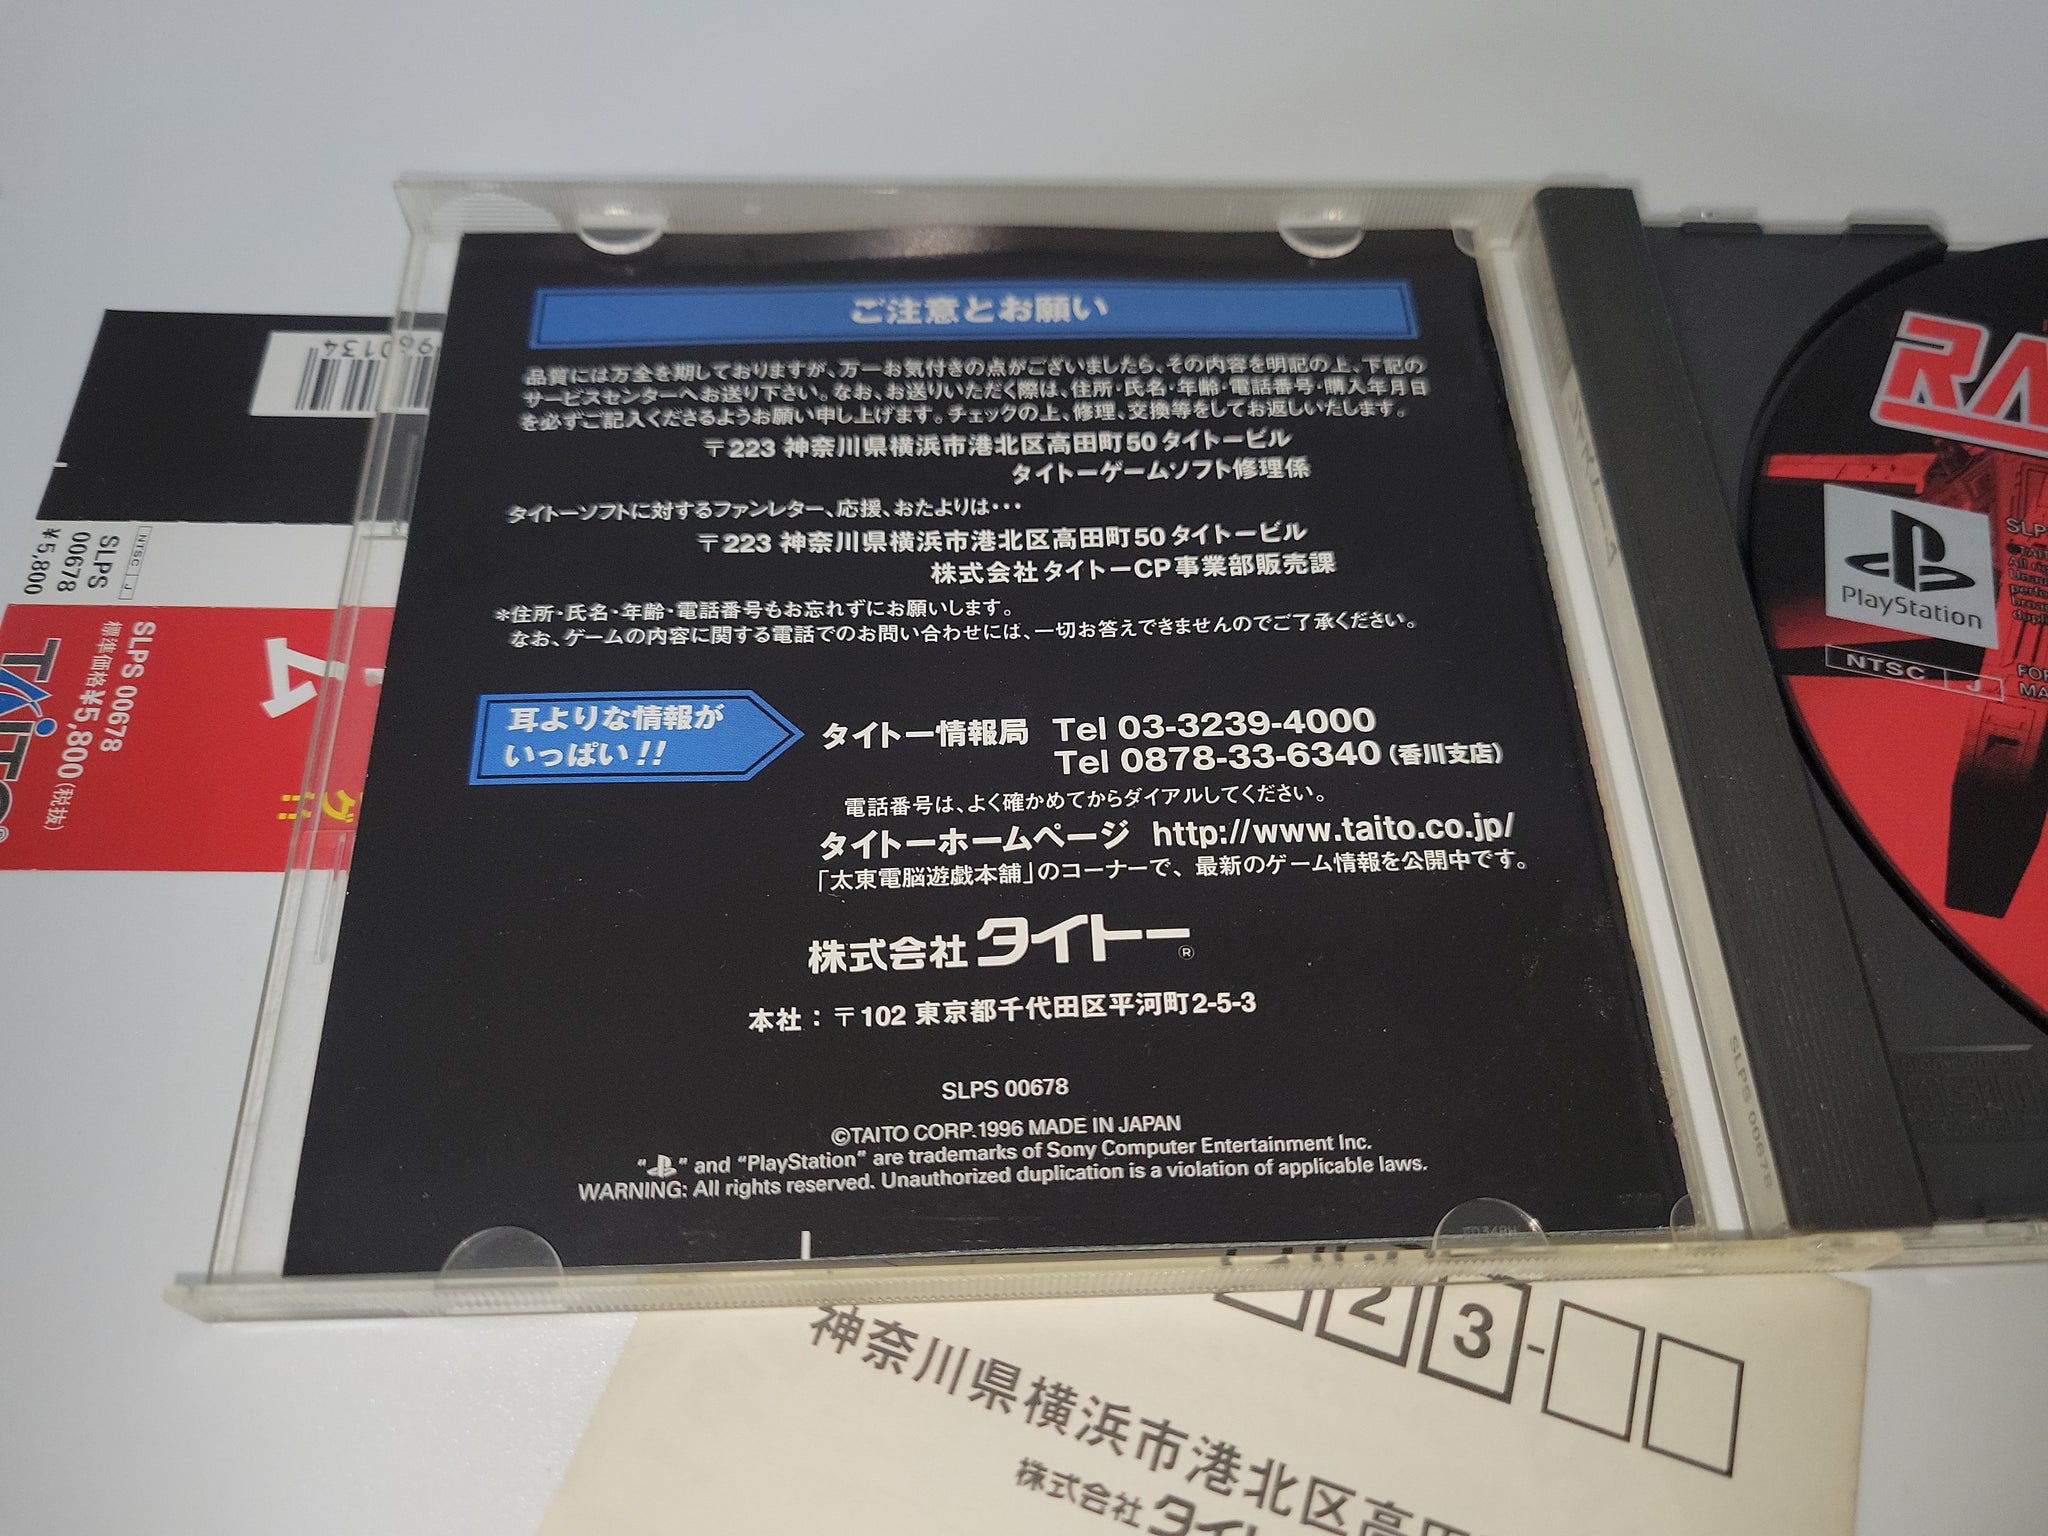 ご注意とお願い
品質には万全を期しておりますが、万一お気付きの点がございましたら、その内容を明記の上、下記の
サービスセンターへお送り下さい。なお、お送りいただく際は、住所・氏名・年齢・電話番号・購入年月日
を必ずご記入くださるようお願い申し上げます。チェックの上、修理、交換等をしてお返しいたします。
〒223 神奈川県横浜市港北区高田町50 タイトービル
タイトーゲームソフト修理係
タイトーソフトに対するファンレター、応援、おたよりは・・・
〒223 神奈川県横浜市港北区高田町50 タイトービル
株式会社 タイトーCP事業部販売課
*住所・氏名・年齢・電話番号もお忘れずにお願いします。
なお、ゲームの内容に関する電話でのお問い合わせには、一切お答えできませんのでご了承ください。
耳よりな情報が
いっぱい!!
タイトー情報局 Tel 03-3239-4000
Tel 0878-33-6340 (香川支店)
電話番号は、よく確かめてからダイアルしてください。
タイトーホームページ http://www.taito.co.jp/
「太東電脳遊戯本舗」のコーナーで、最新のゲーム情報を公開中です。
株式会社 タイトー®
本社：〒102 東京都千代田区平河町2-5-3
SLPS 00678
©TAITO CORP.1996 MADE IN JAPAN
" " and "PlayStation" are trademarks of Sony Computer Entertainment Inc.
WARNING: All rights reserved. Unauthorized duplication is a violation of applicable laws.
NTSC J
SLPS
00678
¥5,800
SLPS 00678
標準価格¥5,800(税抜)
TAITO
ム
PlayStation
NTSC J
SLPS 00678
2 3 -
神奈川県横浜市港北区高田
株式会社 タイト